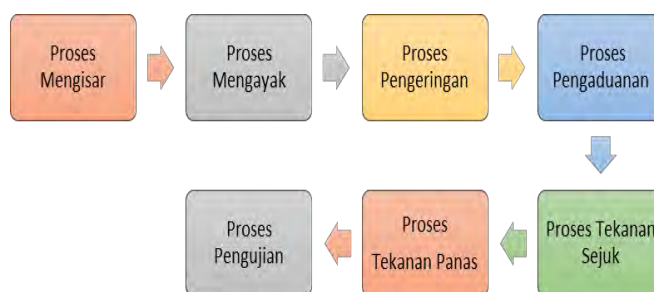 Proses
Mengisar
Proses
Mengayak
Proses
Pengeringan
Proses
Pengaduanan
Proses Tekanan
Sejuk
Proses
Tekanan Panas
Proses
Pengujian